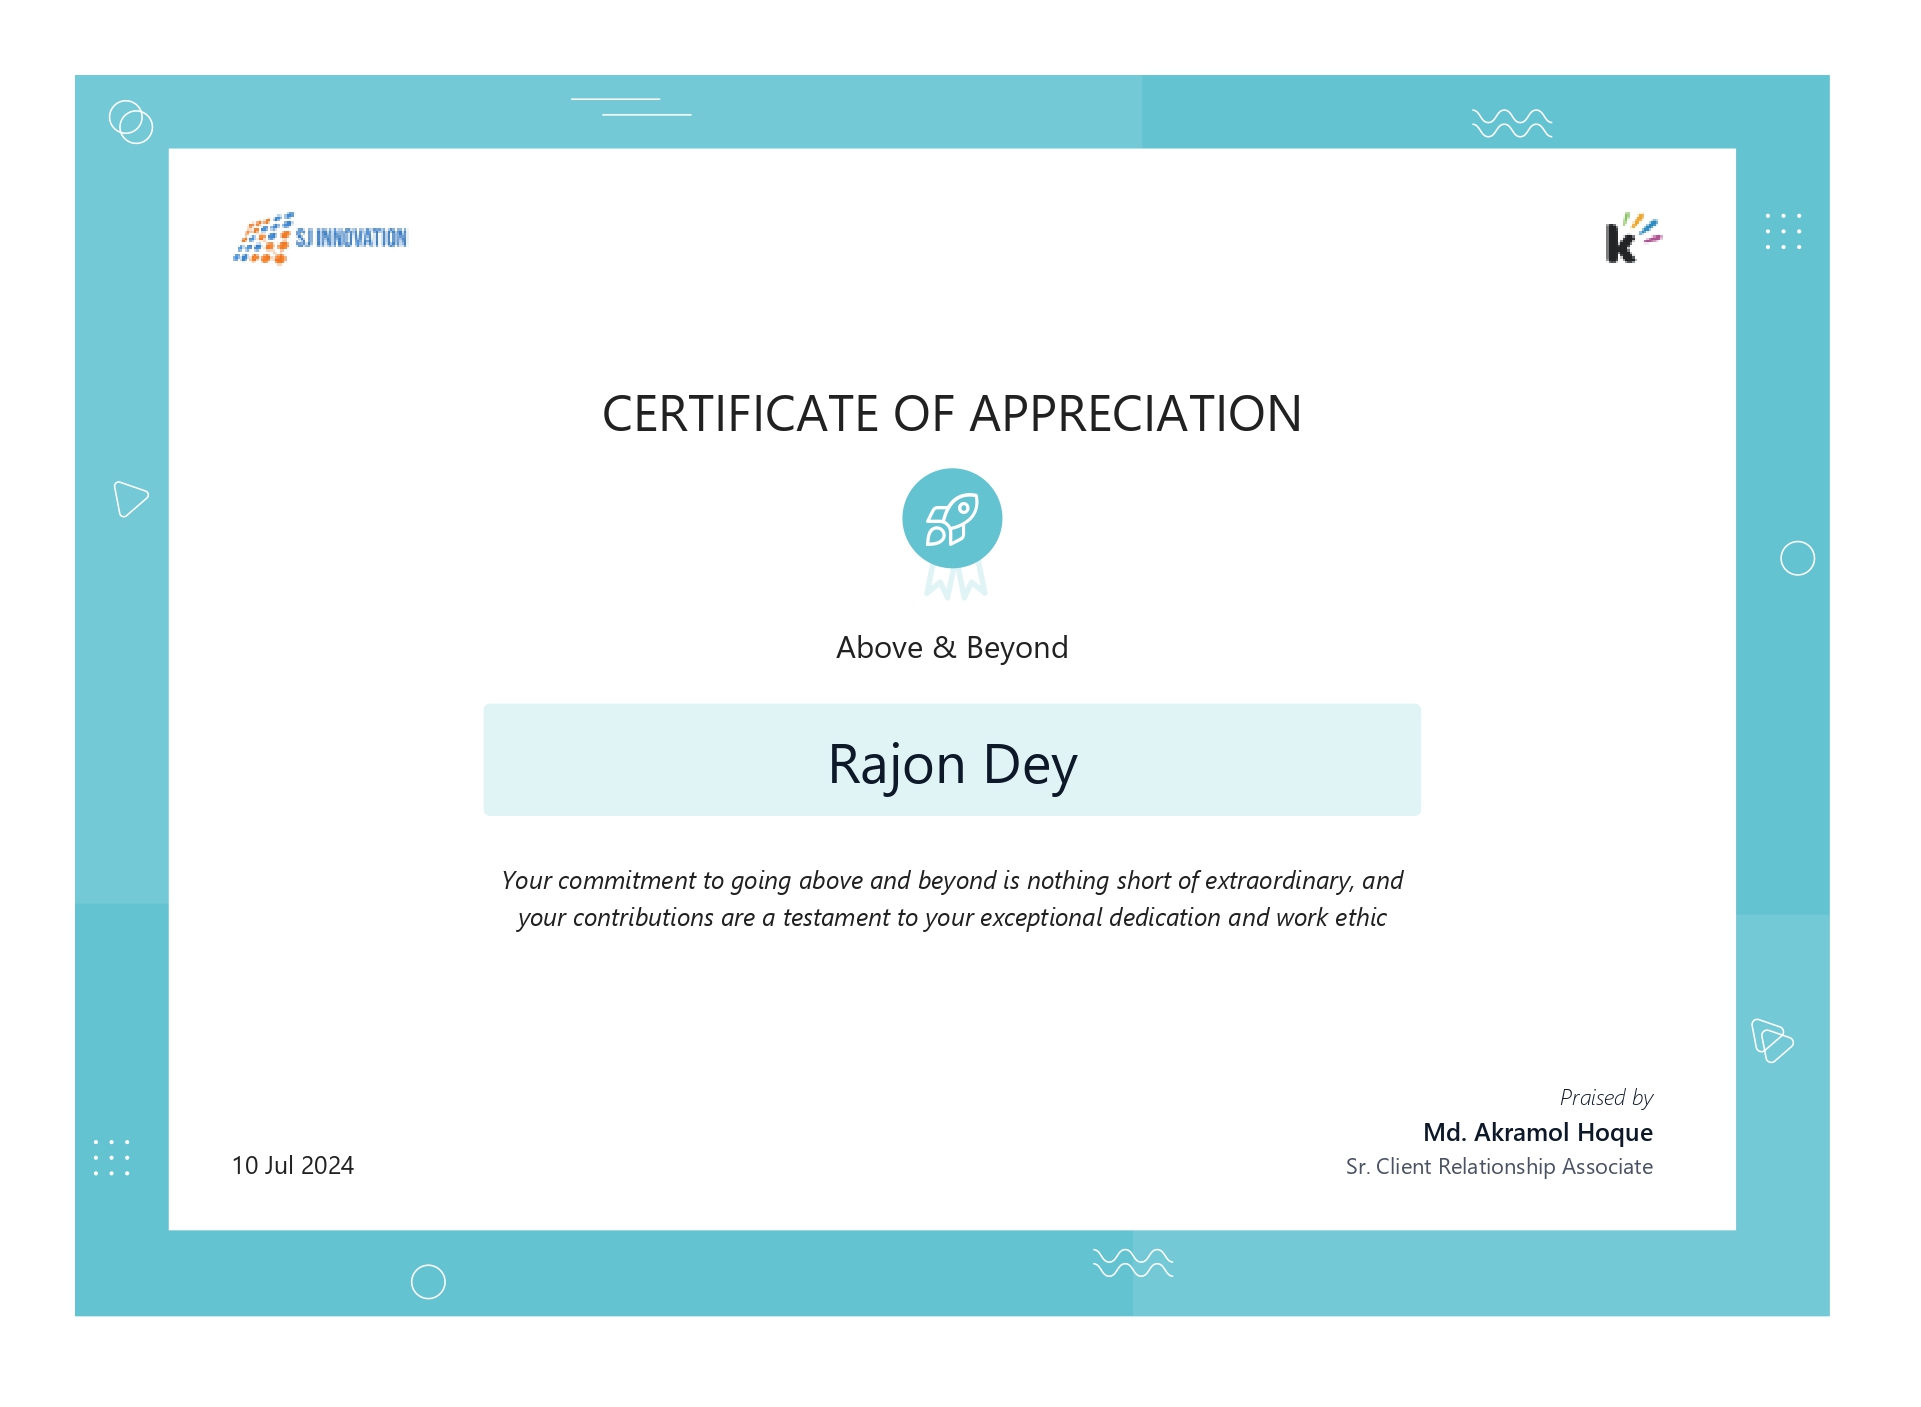 SJ INNOVATION
k
CERTIFICATE OF APPRECIATION
Above & Beyond
Rajon Dey
Your commitment to going above and beyond is nothing short of extraordinary, and
your contributions are a testament to your exceptional dedication and work ethic
Praised by
Md. Akramol Hoque
Sr. Client Relationship Associate
10 Jul 2024